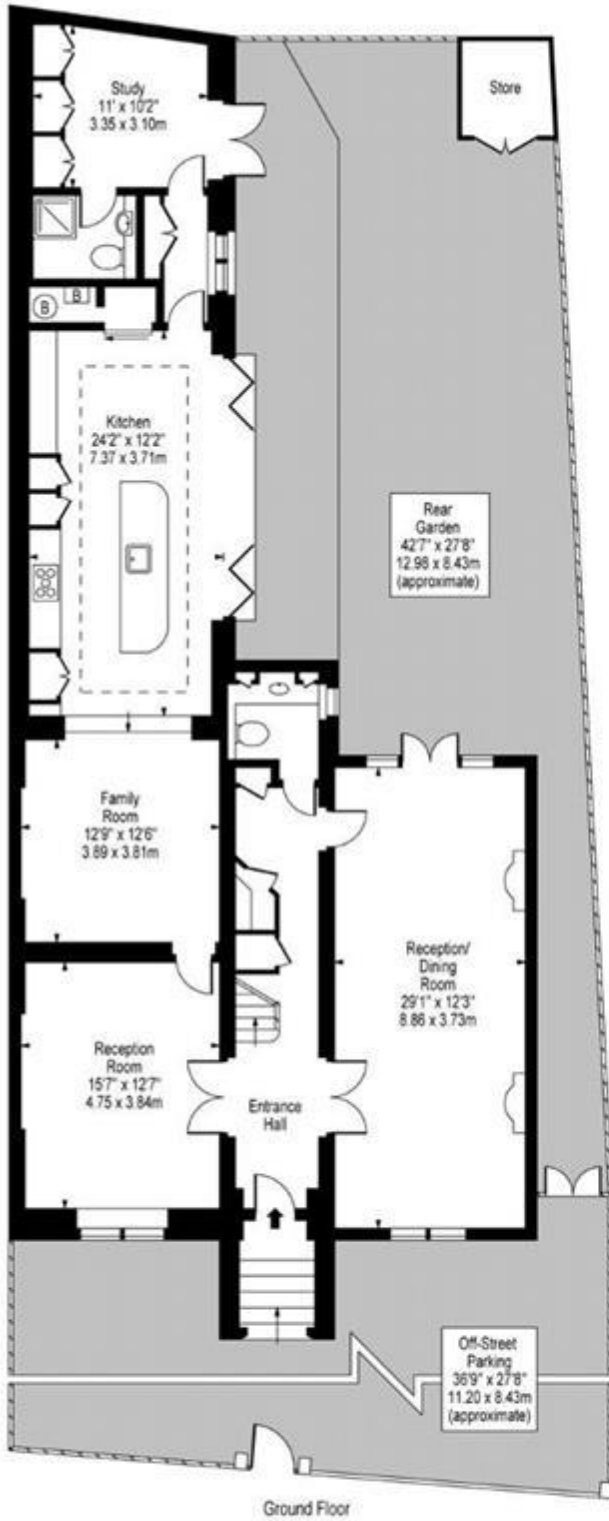 Study
11' x 10'2"
3.35 x 3.10m
Store
B
B
Kitchen
24'2" x 12'2"
7.37 x 3.71m
Rear
Garden
42'7" x 27'8"
12.98 x 8.43m
(approximate)
Family
Room
12'9" x 12'6"
3.89 x 3.81m
Reception/
Dining
Room
29'1" x 12'3"
8.86 x 3.73m
Reception
Room
15'7" x 12'7"
4.75 x 3.84m
Entrance
Hall
Off-Street
Parking
36'9" x 27'8"
11.20 x 8.43m
(approximate)
Ground Floor